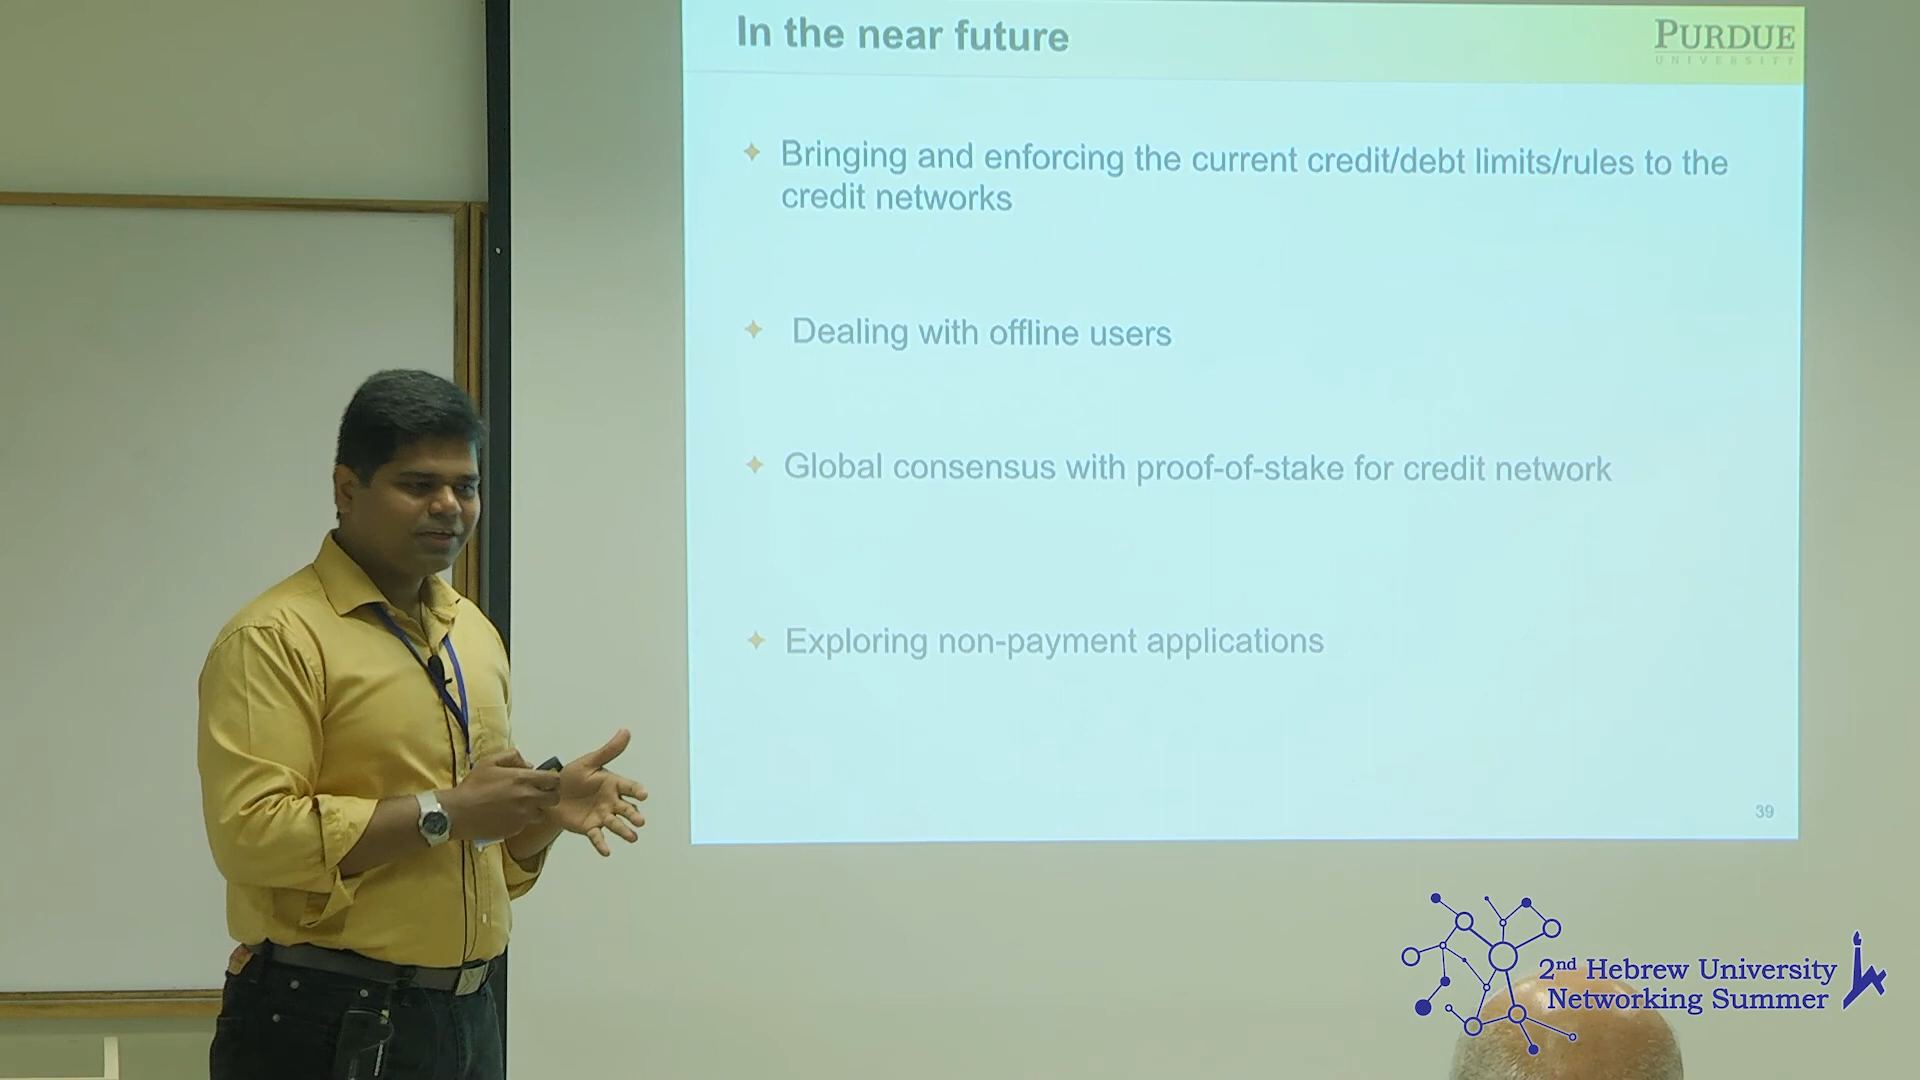 In the near future
PURDUE
UNIVERSITY
Bringing and enforcing the current credit/debt limits/rules to the
credit networks
Dealing with offline users
Global consensus with proof-of-stake for credit network
Exploring non-payment applications
39
2nd Hebrew University
Networking Summer